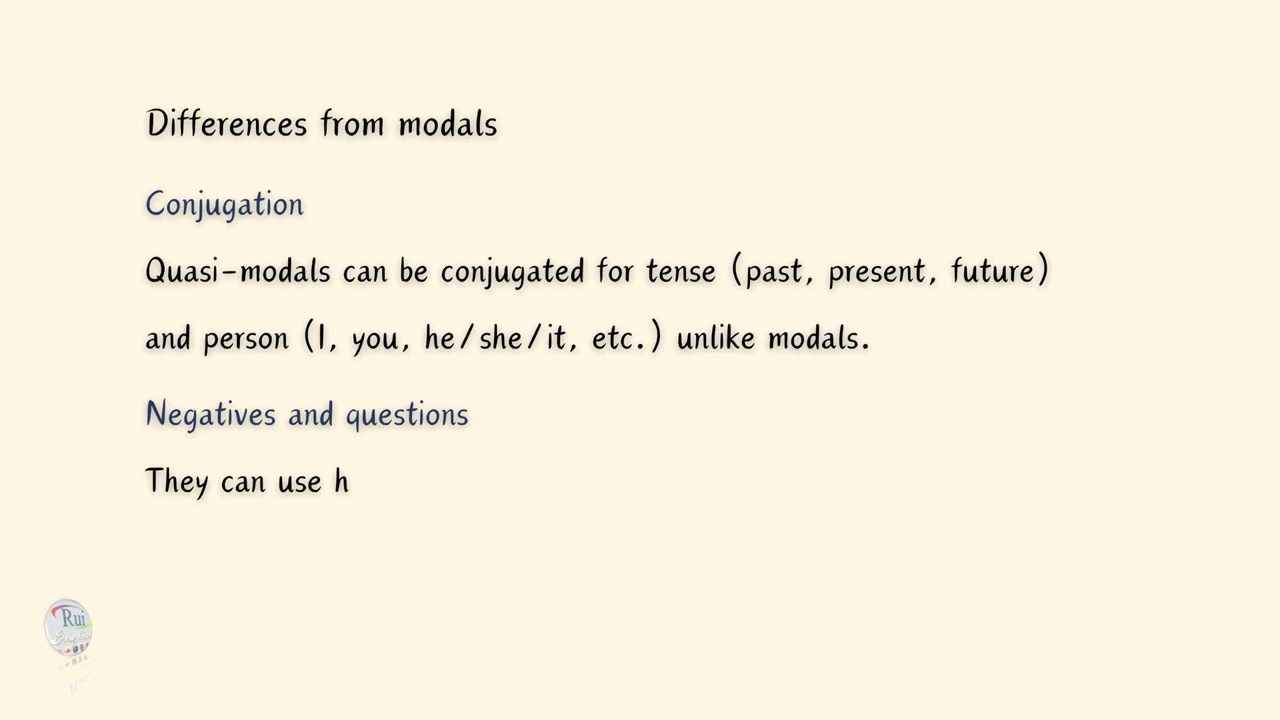 Differences from modals
Conjugation
Quasi-modals can be conjugated for tense (past, present, future)
and person (I, you, he/she/it, etc.) unlike modals.
Negatives and questions
They can use h
Rui